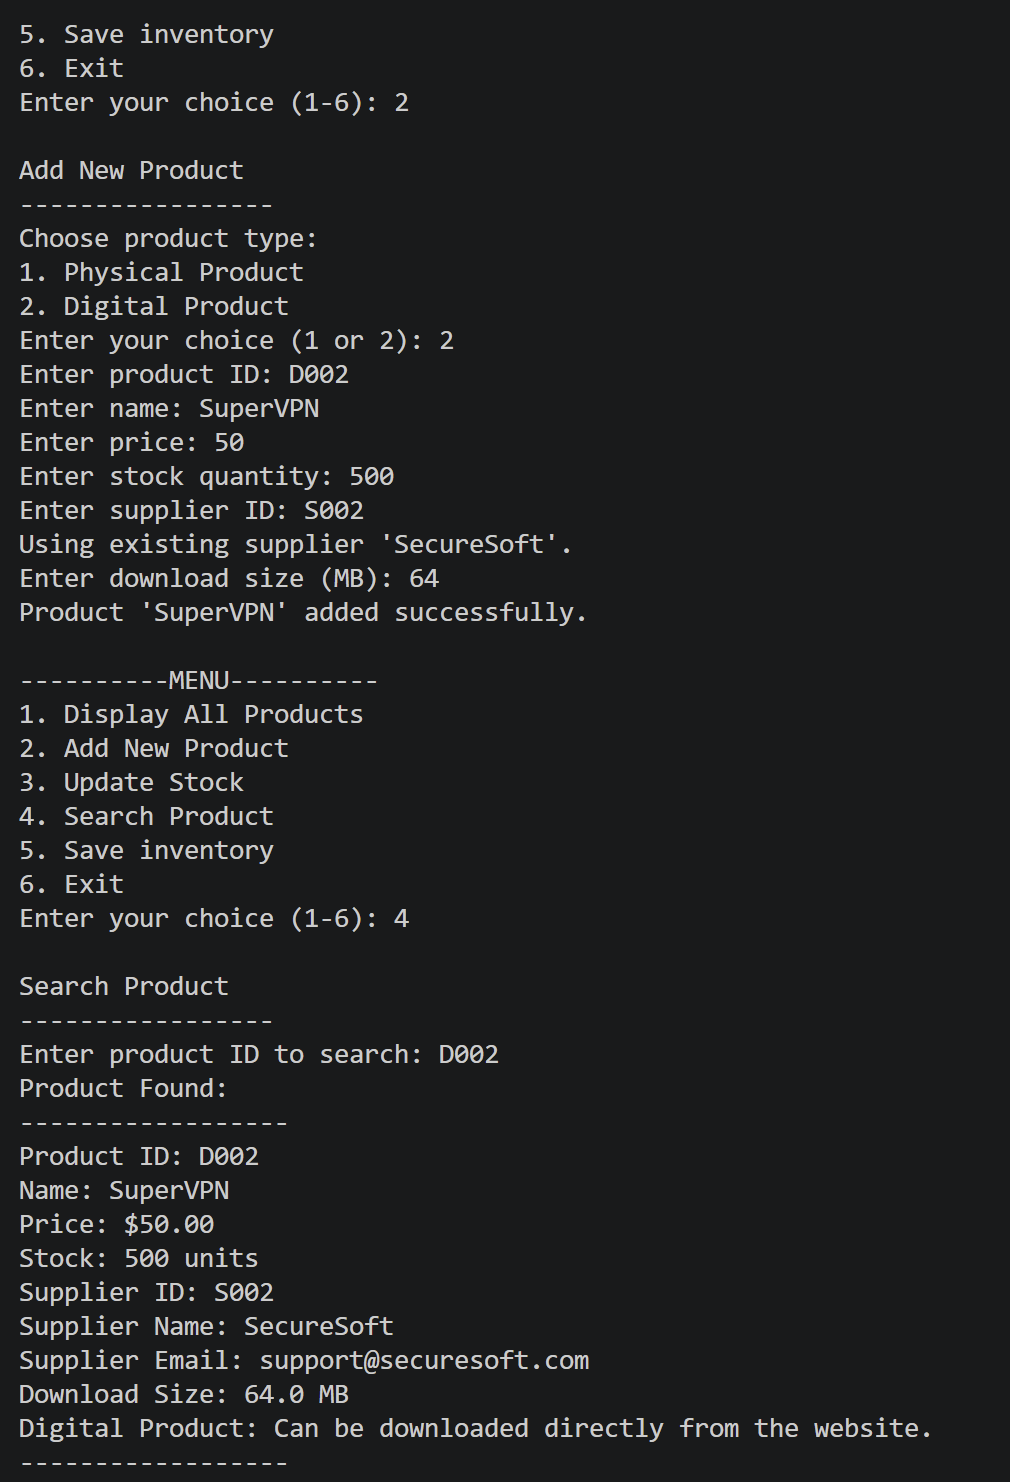 5. Save inventory
6. Exit
Enter your choice (1-6): 2

Add New Product
-----------------
Choose product type:
1. Physical Product
2. Digital Product
Enter your choice (1 or 2): 2
Enter product ID: D002
Enter name: SuperVPN
Enter price: 50
Enter stock quantity: 500
Enter supplier ID: S002
Using existing supplier 'SecureSoft'.
Enter download size (MB): 64
Product 'SuperVPN' added successfully.

----------MENU----------
1. Display All Products
2. Add New Product
3. Update Stock
4. Search Product
5. Save inventory
6. Exit
Enter your choice (1-6): 4

Search Product
-----------------
Enter product ID to search: D002
Product Found:
------------------
Product ID: D002
Name: SuperVPN
Price: $50.00
Stock: 500 units
Supplier ID: S002
Supplier Name: SecureSoft
Supplier Email: support@securesoft.com
Download Size: 64.0 MB
Digital Product: Can be downloaded directly from the website.
------------------